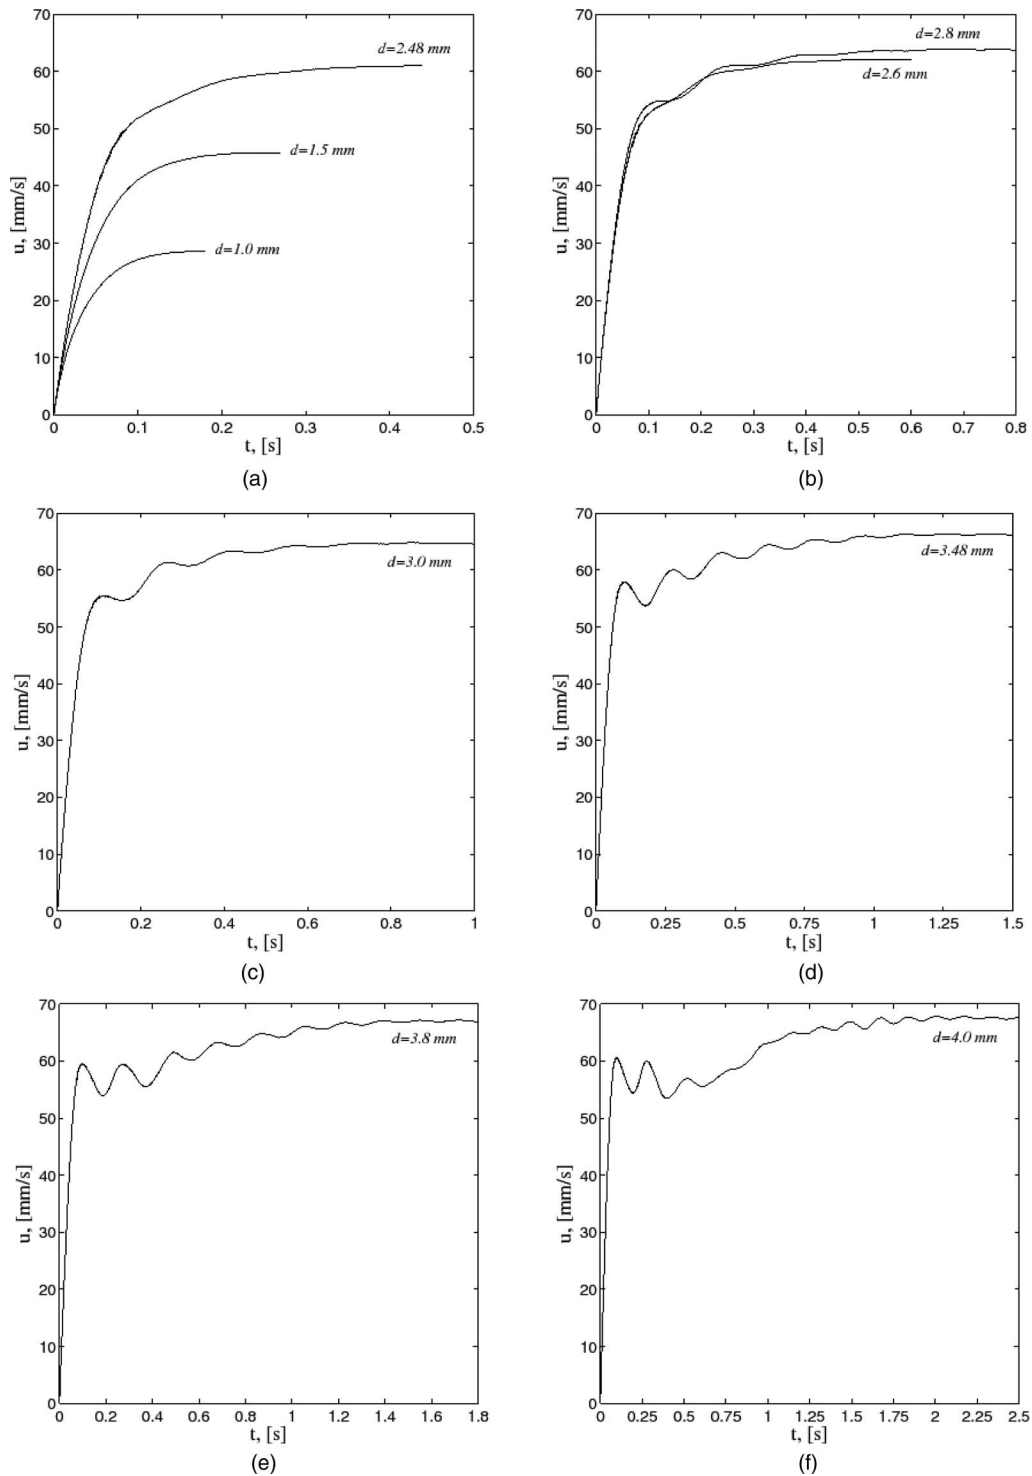 70
60
50
40
30
20
10
0
u, [mm/s]
d=2.48 mm
d=1.5 mm
d=1.0 mm
0 0.1 0.2 0.3 0.4 0.5
t, [s]
(a)
70
60
50
40
30
20
10
0
u, [mm/s]
d=2.8 mm
d=2.6 mm
0 0.1 0.2 0.3 0.4 0.5 0.6 0.7 0.8
t, [s]
(b)
70
60
50
40
30
20
10
0
u, [mm/s]
d=3.0 mm
0 0.2 0.4 0.6 0.8 1
t, [s]
(c)
70
60
50
40
30
20
10
0
u, [mm/s]
d=3.48 mm
0 0.25 0.5 0.75 1 1.25 1.5
t, [s]
(d)
70
60
50
40
30
20
10
0
u, [mm/s]
d=3.8 mm
0 0.2 0.4 0.6 0.8 1 1.2 1.4 1.6 1.8
t, [s]
(e)
70
60
50
40
30
20
10
0
u, [mm/s]
d=4.0 mm
0 0.25 0.5 0.75 1 1.25 1.5 1.75 2 2.25 2.5
t, [s]
(f)